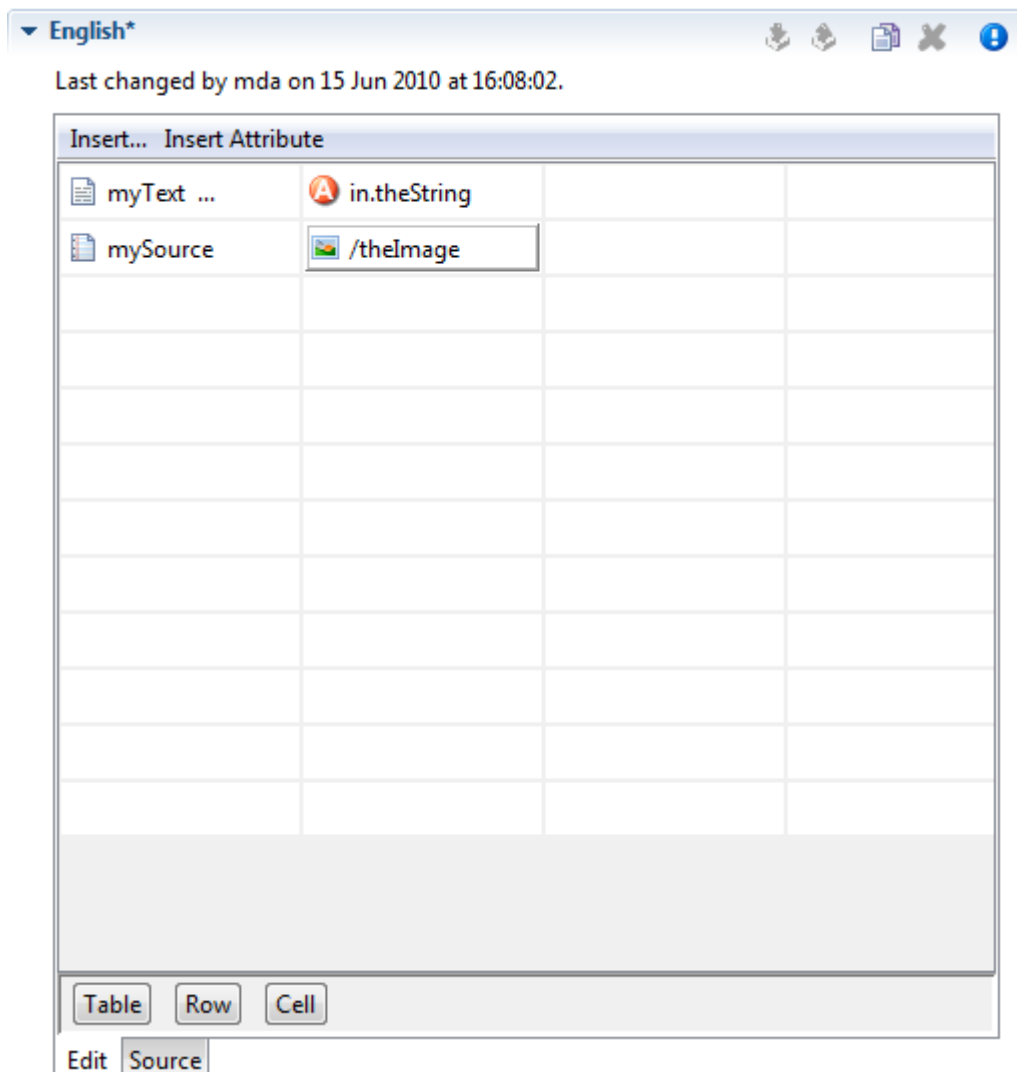 English*
Last changed by mda on 15 Jun 2010 at 16:08:02.
Insert... Insert Attribute
myText ... in.theString
mySource /theImage
Table Row Cell
Edit Source